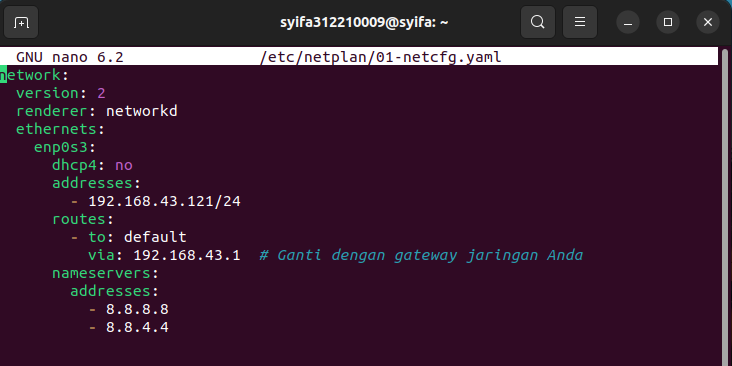 syifa312210009@syifa: ~
GNU nano 6.2 /etc/netplan/01-netcfg.yaml
network:
  version: 2
  renderer: networkd
  ethernets:
    enp0s3:
      dhcp4: no
      addresses:
        - 192.168.43.121/24
      routes:
        - to: default
          via: 192.168.43.1  # Ganti dengan gateway jaringan Anda
      nameservers:
        addresses:
          - 8.8.8.8
          - 8.8.4.4